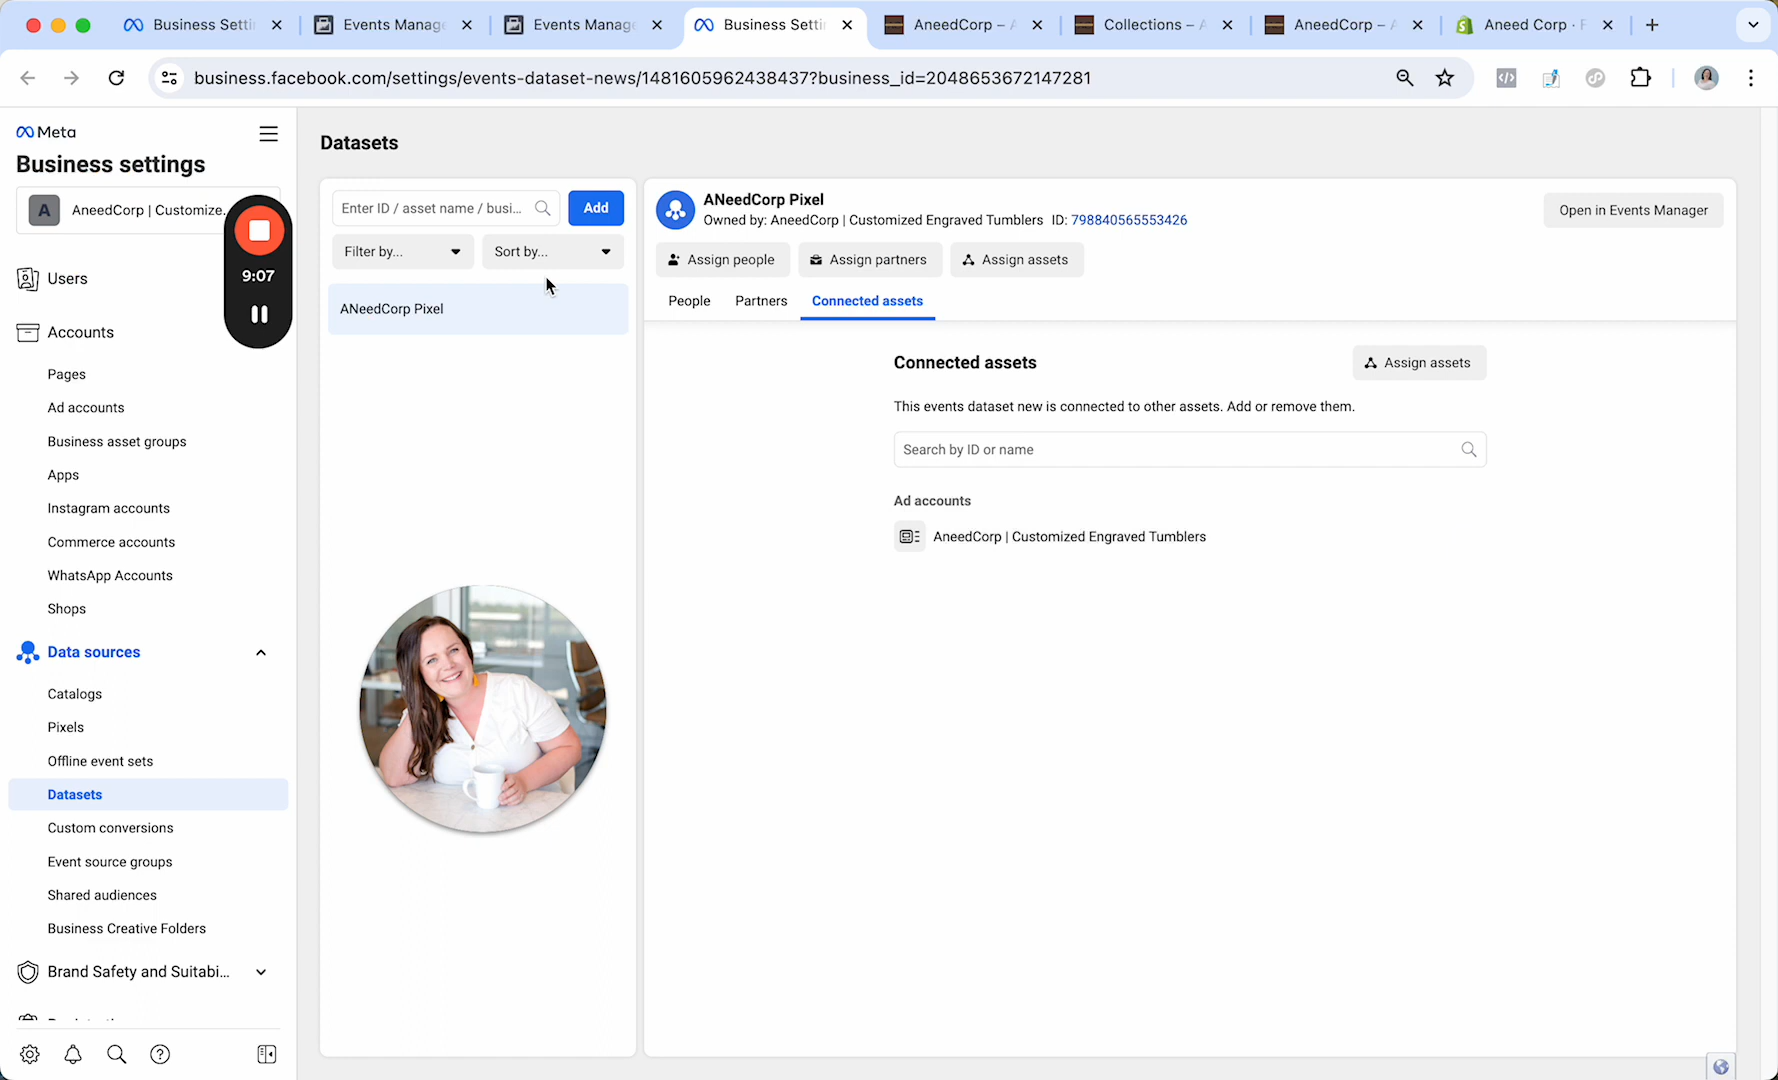 Business Setti
Events Manage
Events Manage
Business Setti
AneedCorp – A
Collections – A
AneedCorp – A
Aneed Corp · F
business.facebook.com/settings/events-dataset-news/1481605962438437?business_id=2048653672147281
Meta
Business settings
A
AneedCorp | Customize...
9:07
Users
Accounts
Pages
Ad accounts
Business asset groups
Apps
Instagram accounts
Commerce accounts
WhatsApp Accounts
Shops
Data sources
Catalogs
Pixels
Offline event sets
Datasets
Custom conversions
Event source groups
Shared audiences
Business Creative Folders
Brand Safety and Suitabi...
Datasets
Enter ID / asset name / busi...
Add
Filter by...
Sort by...
ANeedCorp Pixel
ANeedCorp Pixel
Owned by: AneedCorp | Customized Engraved Tumblers ID: 798840565553426
Open in Events Manager
Assign people
Assign partners
Assign assets
People
Partners
Connected assets
Connected assets
Assign assets
This events dataset new is connected to other assets. Add or remove them.
Search by ID or name
Ad accounts
AneedCorp | Customized Engraved Tumblers